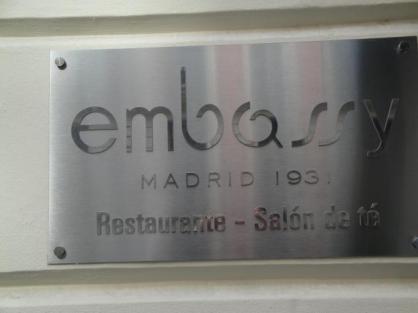 embassy
MADRID 1931
Restaurante - Salón de té